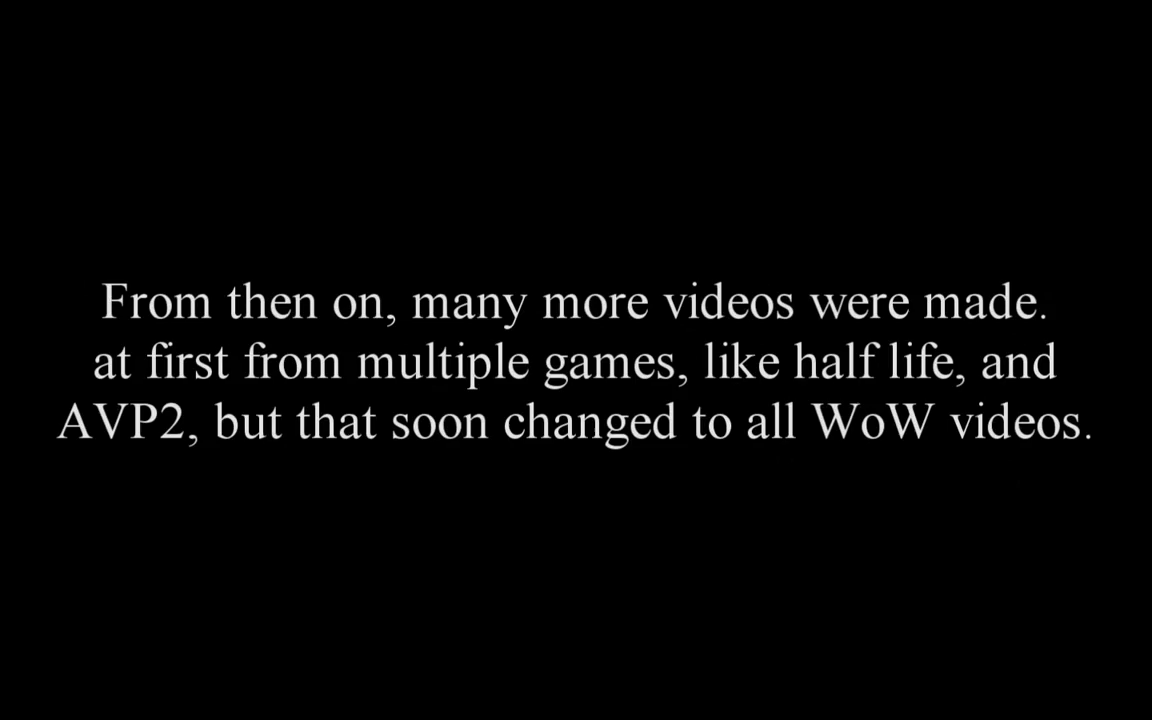 From then on, many more videos were made.
at first from multiple games, like half life, and
AVP2, but that soon changed to all WoW videos.